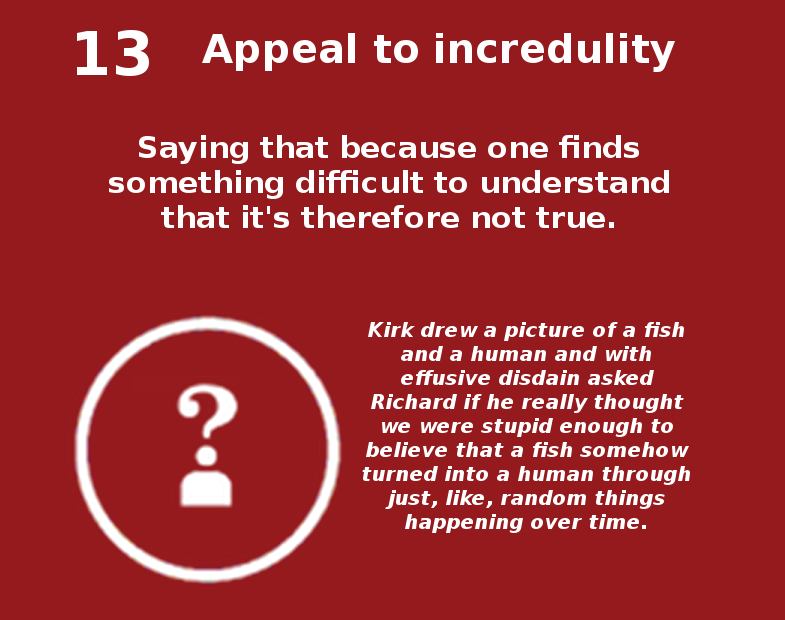 13 Appeal to incredulity
Saying that because one finds
something difficult to understand
that it's therefore not true.
Kirk drew a picture of a fish
and a human and with
effusive disdain asked
Richard if he really thought
we were stupid enough to
believe that a fish somehow
turned into a human through
just, like, random things
happening over time.